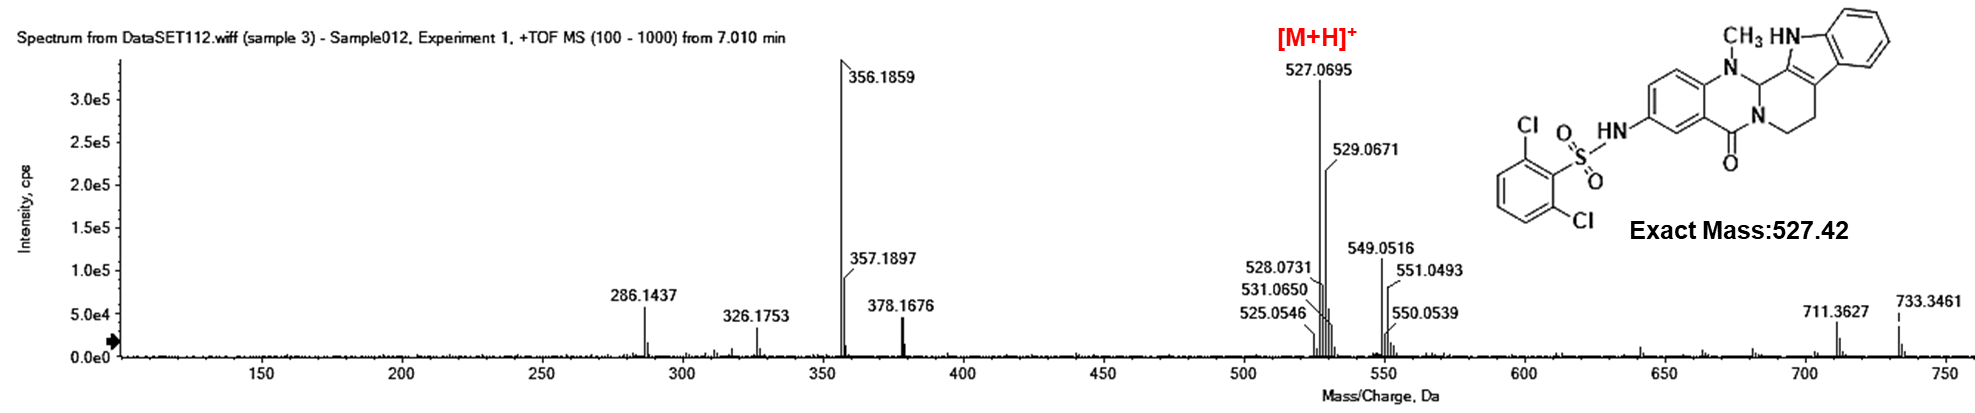 Spectrum from DataSET112.wiff (sample 3) - Sample012, Experiment 1, +TOF MS (100 - 1000) from 7.010 min
[M+H]+
527.0695
356.1859
529.0671
357.1897
286.1437
326.1753
378.1676
528.0731
531.0650
525.0546
549.0516
551.0493
550.0539
711.3627
733.3461
Intensity, cps
3.0e5
2.5e5
2.0e5
1.5e5
1.0e5
5.0e4
0.0e0
150 200 250 300 350 400 450 500 550 600 650 700 750
Mass/Charge, Da
CH3 HN
N
N
O
HN
Cl
O
S
O
Cl
Exact Mass:527.42